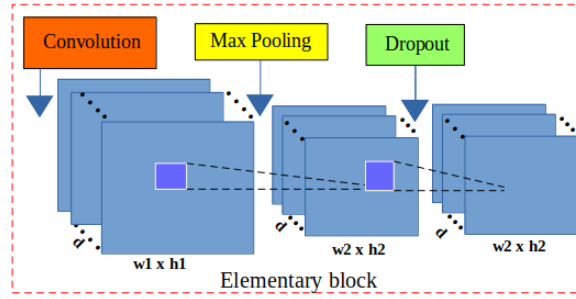 Convolution
Max Pooling
Dropout
d
d
d
w1 x h1
w2 x h2
w2 x h2
Elementary block